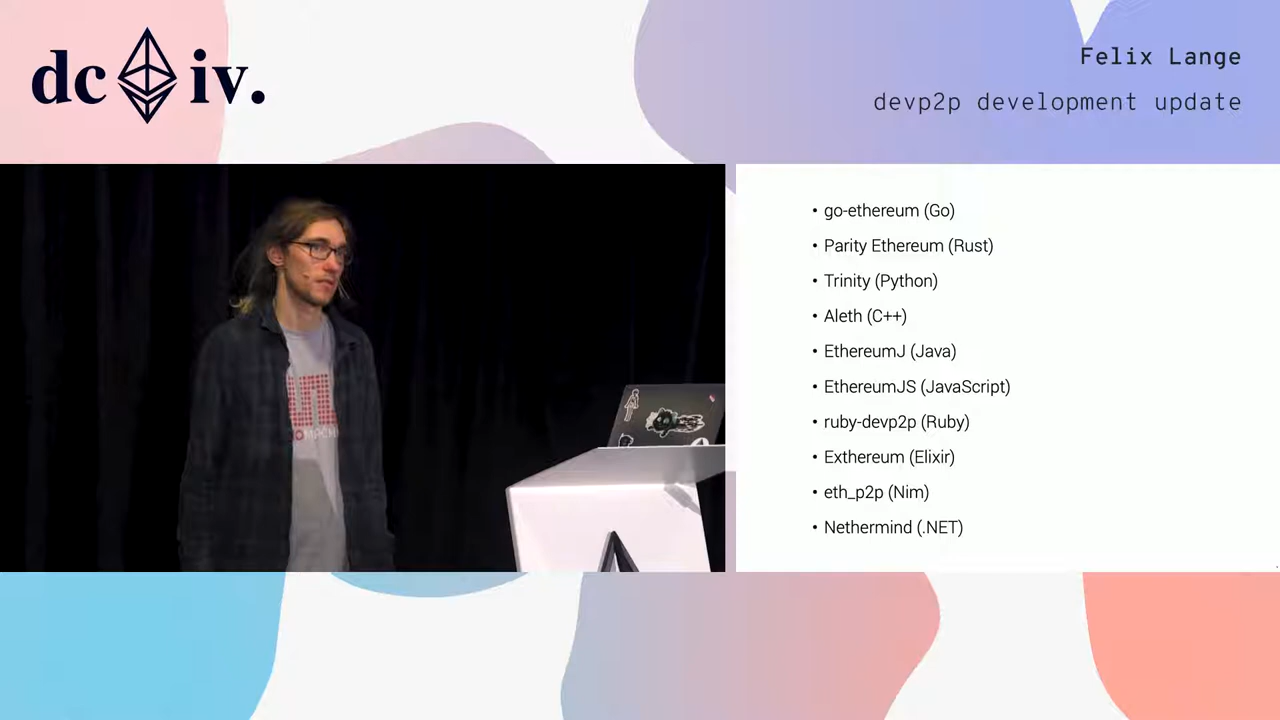 dc iv.
Felix Lange
devp2p development update
• go-ethereum (Go)
• Parity Ethereum (Rust)
• Trinity (Python)
• Aleth (C++)
• EthereumJ (Java)
• EthereumJS (JavaScript)
• ruby-devp2p (Ruby)
• Exthereum (Elixir)
• eth_p2p (Nim)
• Nethermind (.NET)